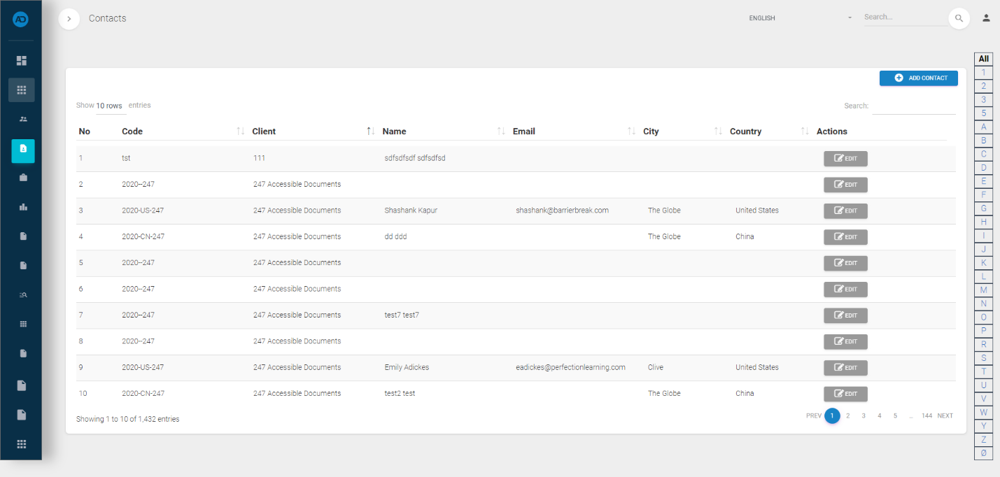 AD
Contacts
ENGLISH
Search...
ADD CONTACT
Show 10 rows entries
Search:
No Code Client Name Email City Country Actions
1 tst 111 sdfsdfsdf sdfsdfsd EDIT
2 2020--247 247 Accessible Documents EDIT
3 2020-US-247 247 Accessible Documents Shashank Kapur shashank@barrierbreak.com The Globe United States EDIT
4 2020-CN-247 247 Accessible Documents dd ddd The Globe China EDIT
5 2020--247 247 Accessible Documents EDIT
6 2020--247 247 Accessible Documents EDIT
7 2020--247 247 Accessible Documents test7 test7 EDIT
8 2020--247 247 Accessible Documents EDIT
9 2020-US-247 247 Accessible Documents Emily Adickes eadickes@perfectionlearning.com Clive United States EDIT
10 2020-CN-247 247 Accessible Documents test2 test The Globe China EDIT
Showing 1 to 10 of 1,432 entries
PREV 1 2 3 4 5 … 144 NEXT
All
1
2
3
5
A
B
C
D
E
F
G
H
I
J
K
L
M
N
O
P
R
S
T
U
V
W
Y
Z
Ø